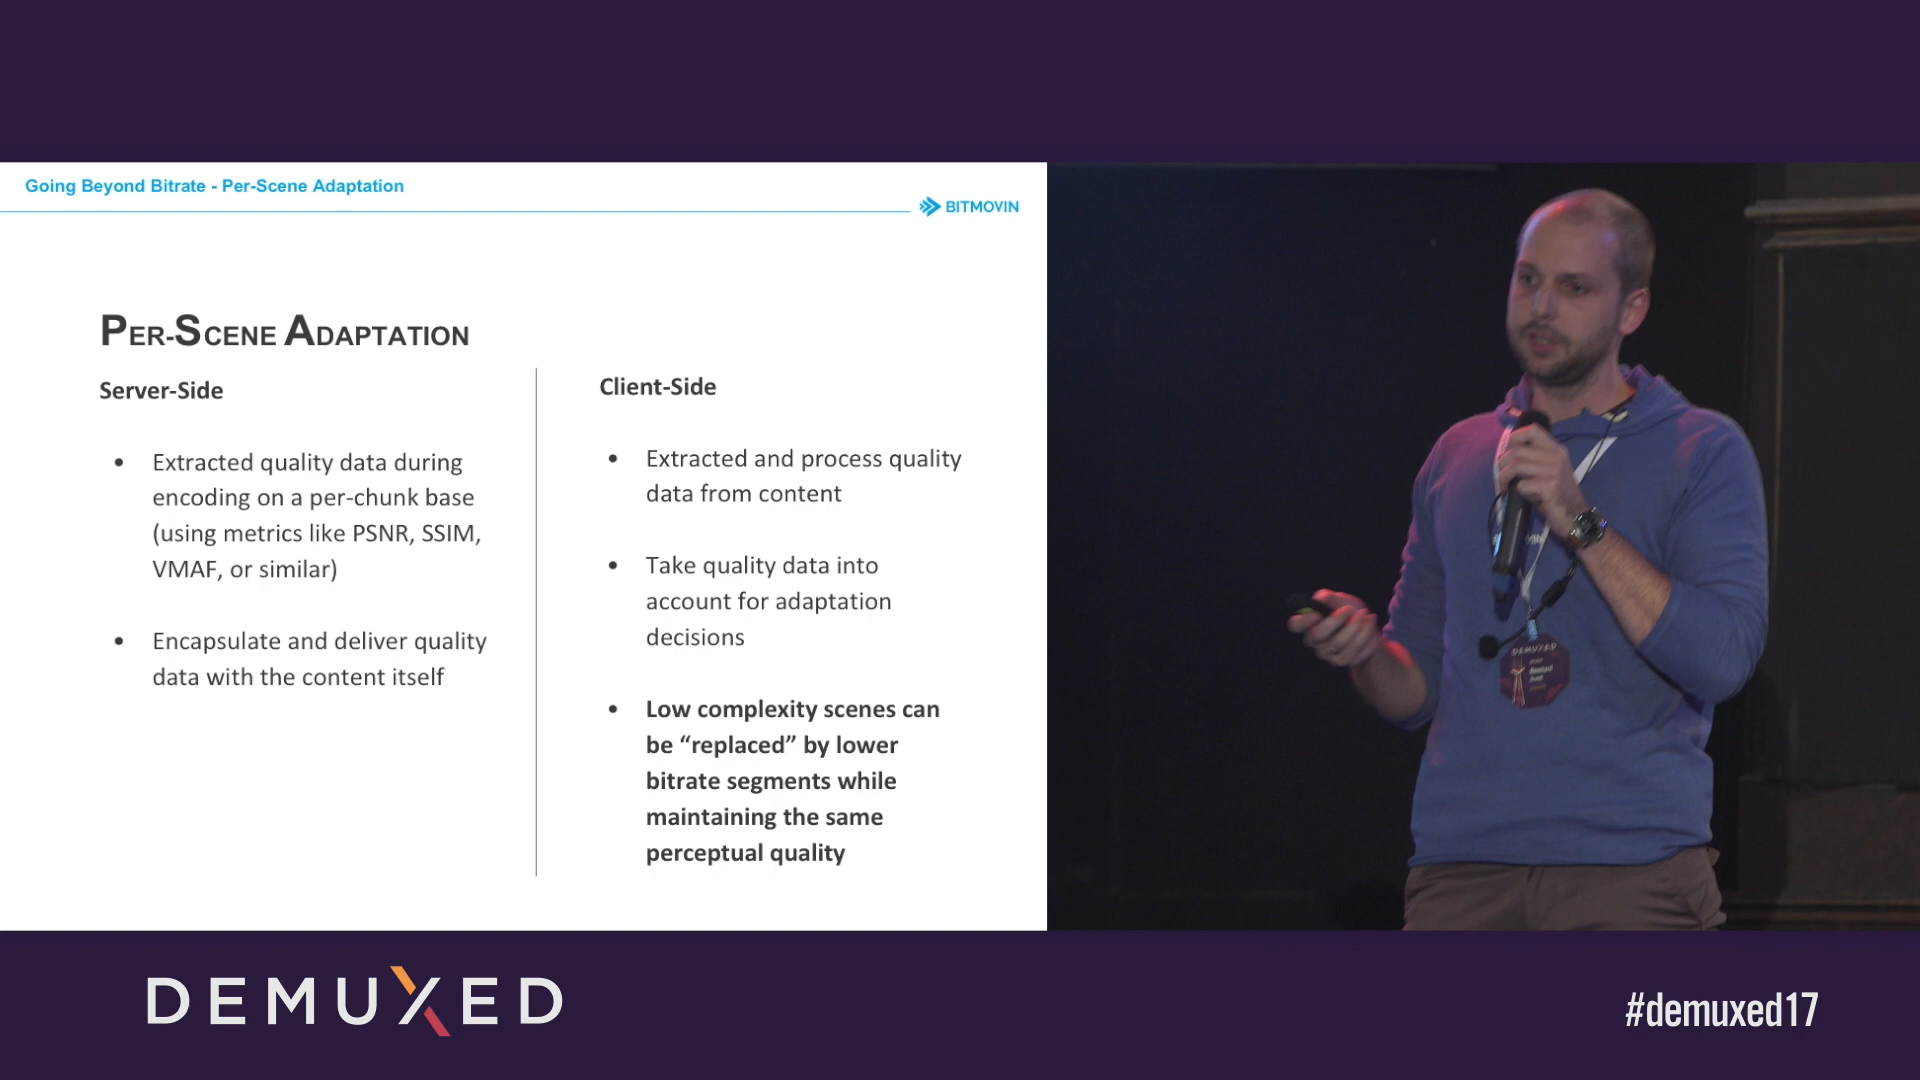 Going Beyond Bitrate - Per-Scene Adaptation
BITMOVIN
PER-SCENE ADAPTATION
Server-Side
• Extracted quality data during
encoding on a per-chunk base
(using metrics like PSNR, SSIM,
VMAF, or similar)
• Encapsulate and deliver quality
data with the content itself
Client-Side
• Extracted and process quality
data from content
• Take quality data into
account for adaptation
decisions
• Low complexity scenes can
be “replaced” by lower
bitrate segments while
maintaining the same
perceptual quality
DEMUXED
DEMUXED
#demuxed17